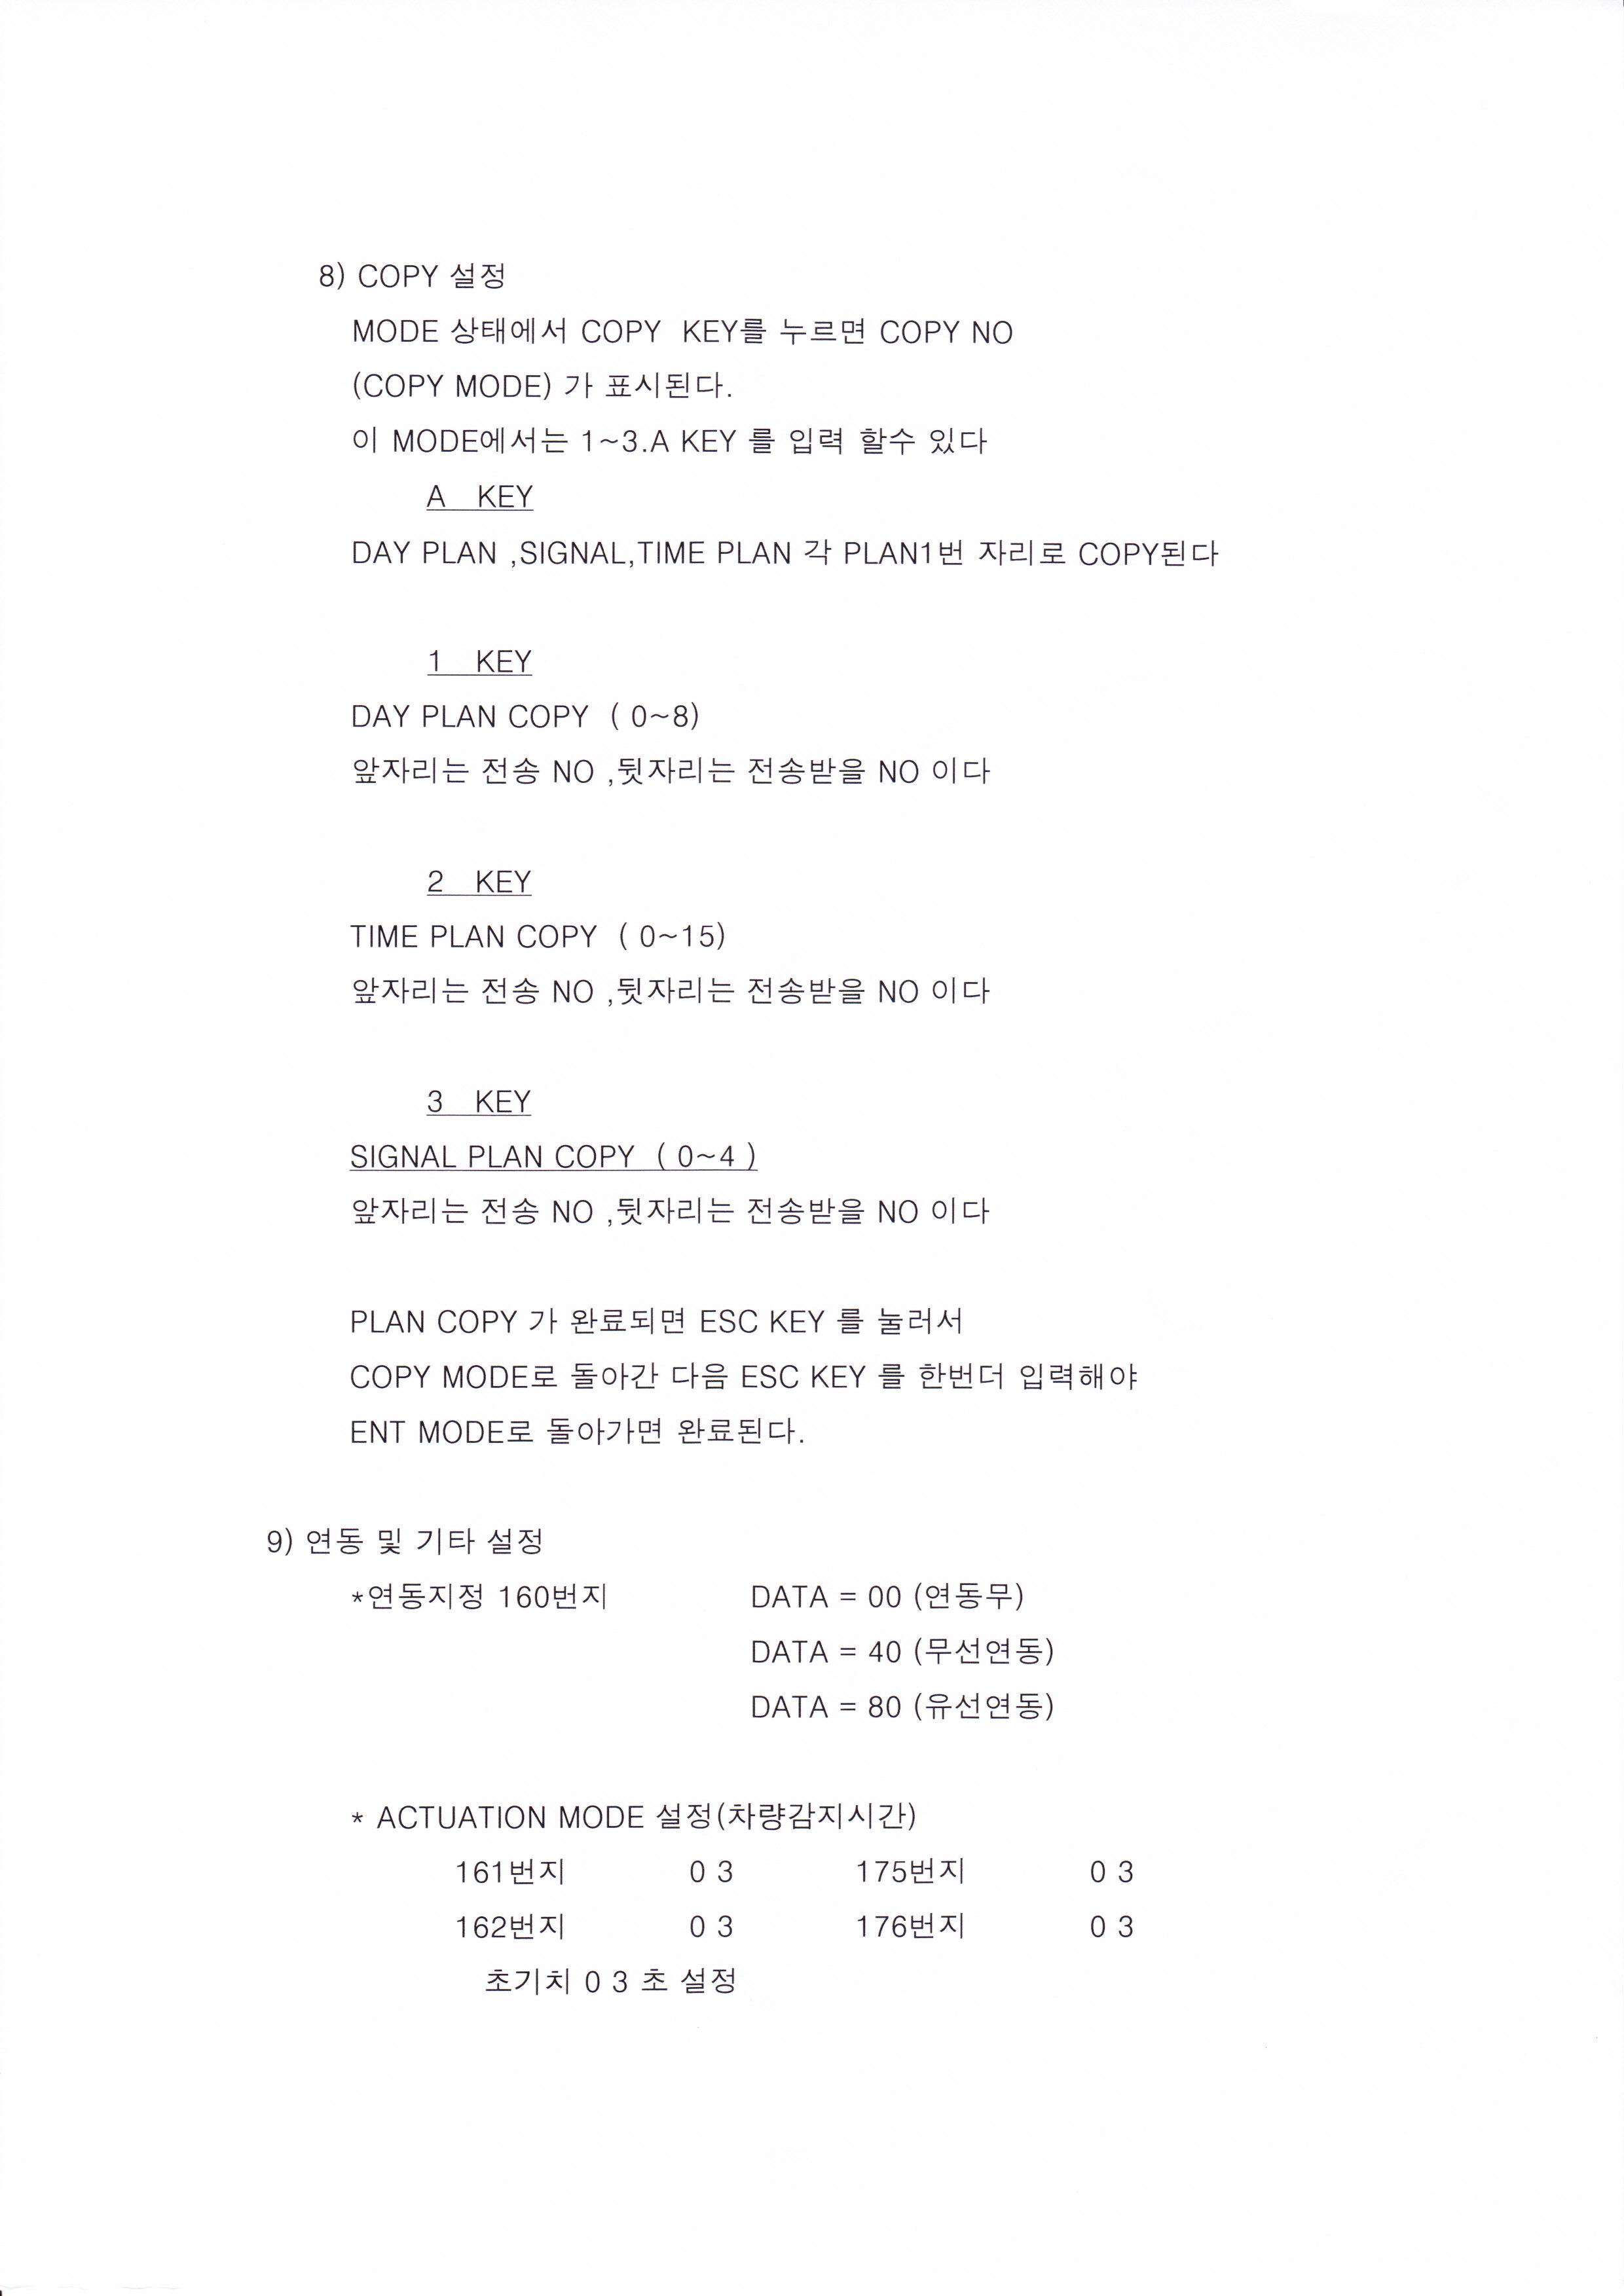 8) COPY 설정
MODE 상태에서 COPY KEY를 누르면 COPY NO
(COPY MODE) 가 표시된다.
이 MODE에서는 1~3.A KEY 를 입력 할수 있다
A KEY
DAY PLAN ,SIGNAL,TIME PLAN 각 PLAN1번 자리로 COPY된다
1 KEY
DAY PLAN COPY ( 0~8)
앞자리는 전송 NO ,뒷자리는 전송받을 NO 이다
2 KEY
TIME PLAN COPY ( 0~15)
앞자리는 전송 NO ,뒷자리는 전송받을 NO 이다
3 KEY
SIGNAL PLAN COPY ( 0~4 )
앞자리는 전송 NO ,뒷자리는 전송받을 NO 이다
PLAN COPY 가 완료되면 ESC KEY 를 눌러서
COPY MODE로 돌아간 다음 ESC KEY 를 한번더 입력해야
ENT MODE로 돌아가면 완료된다.
9) 연동 및 기타 설정
*연동지정 160번지 DATA = 00 (연동무)
DATA = 40 (무선연동)
DATA = 80 (유선연동)
* ACTUATION MODE 설정(차량감지시간)
161번지 0 3 175번지 0 3
162번지 0 3 176번지 0 3
초기치 0 3 초 설정